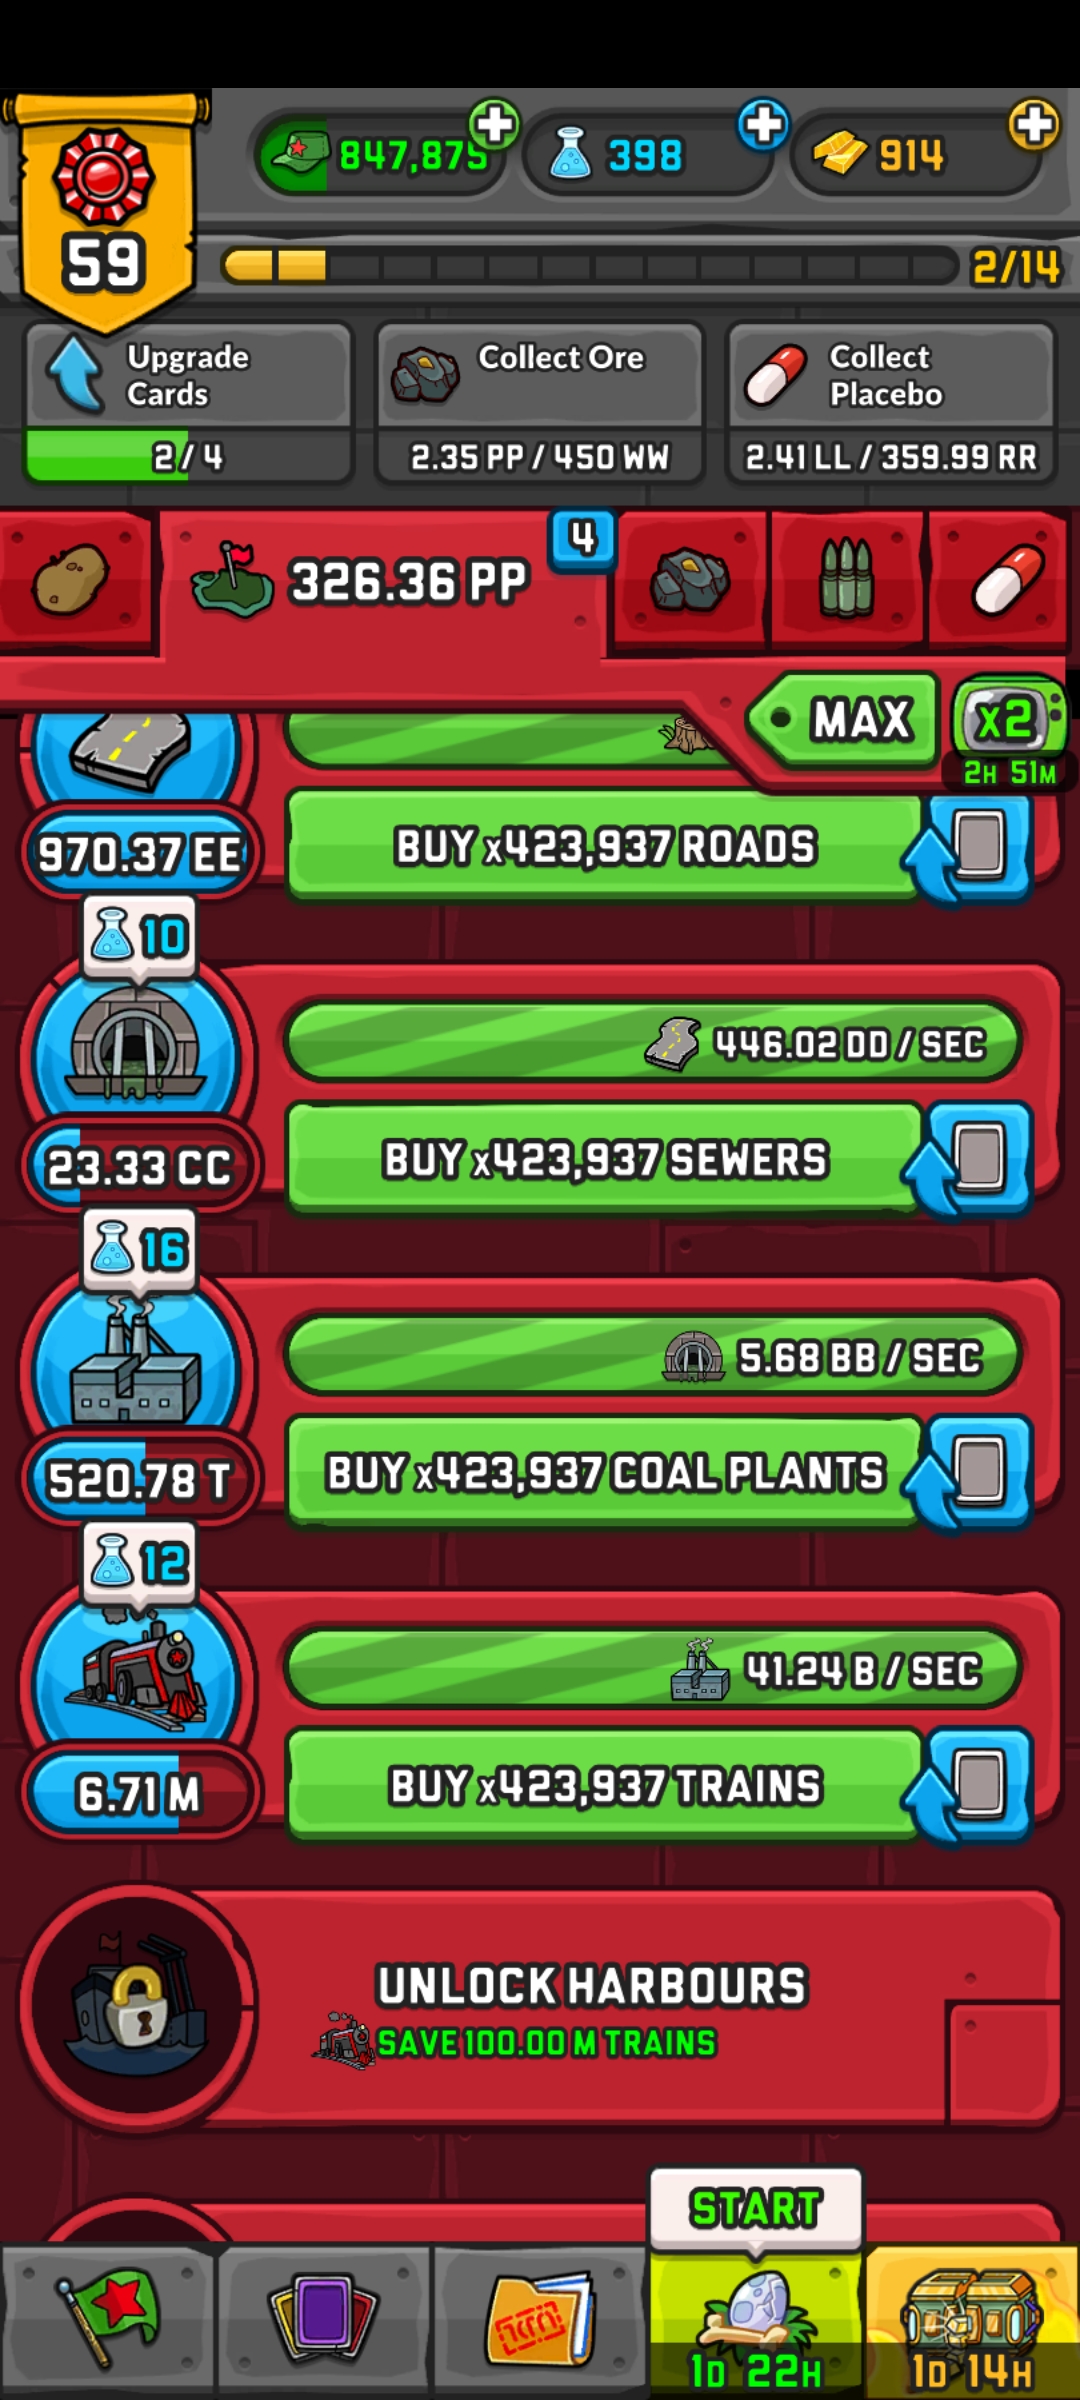 847,875
398
914
59
2/14
Upgrade
Cards
2/4
Collect Ore
2.35 PP / 450 WW
Collect
Placebo
2.41 LL / 359.99 RR
326.36 PP
4
MAX
x2
2H 51M
970.37 EE
BUY x423,937 ROADS
10
446.02 DD / SEC
23.33 CC
BUY x423,937 SEWERS
16
5.68 BB / SEC
520.78 T
BUY x423,937 COAL PLANTS
12
41.24 B / SEC
6.71 M
BUY x423,937 TRAINS
UNLOCK HARBOURS
SAVE 100.00 M TRAINS
START
1D 22H
1D 14H